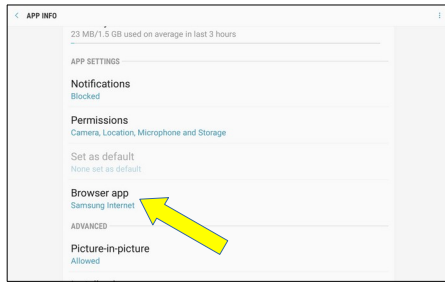 < APP INFO
23 MB/1.5 GB used on average in last 3 hours
APP SETTINGS
Notifications
Blocked
Permissions
Camera, Location, Microphone and Storage
Set as default
None set as default
Browser app
Samsung Internet
ADVANCED
Picture-in-picture
Allowed